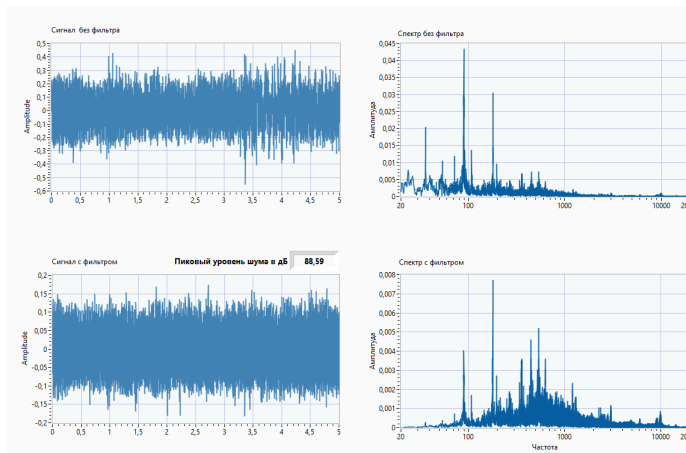 Сигнал без фильтра
Amplitude
0,5
0,4
0,3
0,2
0,1
0
-0,1
-0,2
-0,3
-0,4
-0,5
-0,6
0 0,5 1 1,5 2 2,5 3 3,5 4 4,5 5
Спектр без фильтра
Амплитуда
0,045
0,04
0,035
0,03
0,025
0,02
0,015
0,01
0,005
0
20 100 1000 10000
Сигнал с фильтром
Пиковый уровень шума в дБ 88,59
Amplitude
0,2
0,15
0,1
0,05
0
-0,05
-0,1
-0,15
-0,2
0 0,5 1 1,5 2 2,5 3 3,5 4 4,5 5
Спектр с фильтром
Амплитуда
0,008
0,007
0,006
0,005
0,004
0,003
0,002
0,001
0
20 100 1000 10000
Частота